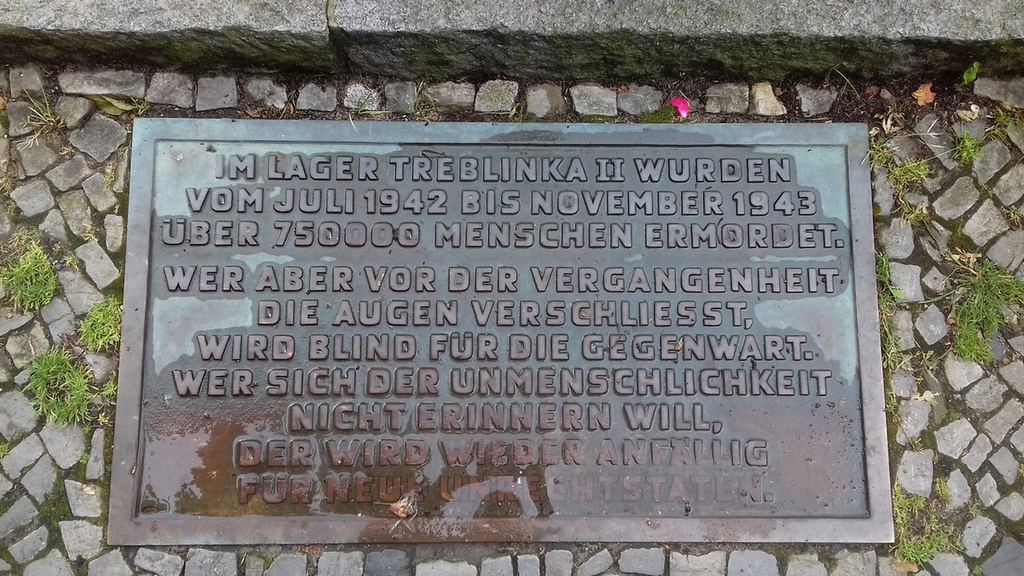 IM LAGER TREBLINKA II WURDEN
VOM JULI 1942 BIS NOVEMBER 1943
ÜBER 750000 MENSCHEN ERMORDET.
WER ABER VOR DER VERGANGENHEIT
DIE AUGEN VERSCHLIESST,
WIRD BLIND FÜR DIE GEGENWART.
WER SICH DER UNMENSCHLICHKEIT
NICHT ERINNERN WILL,
DER WIRD WIEDER ANFÄLLIG
FÜR NEUE UNRECHTSTATEN.